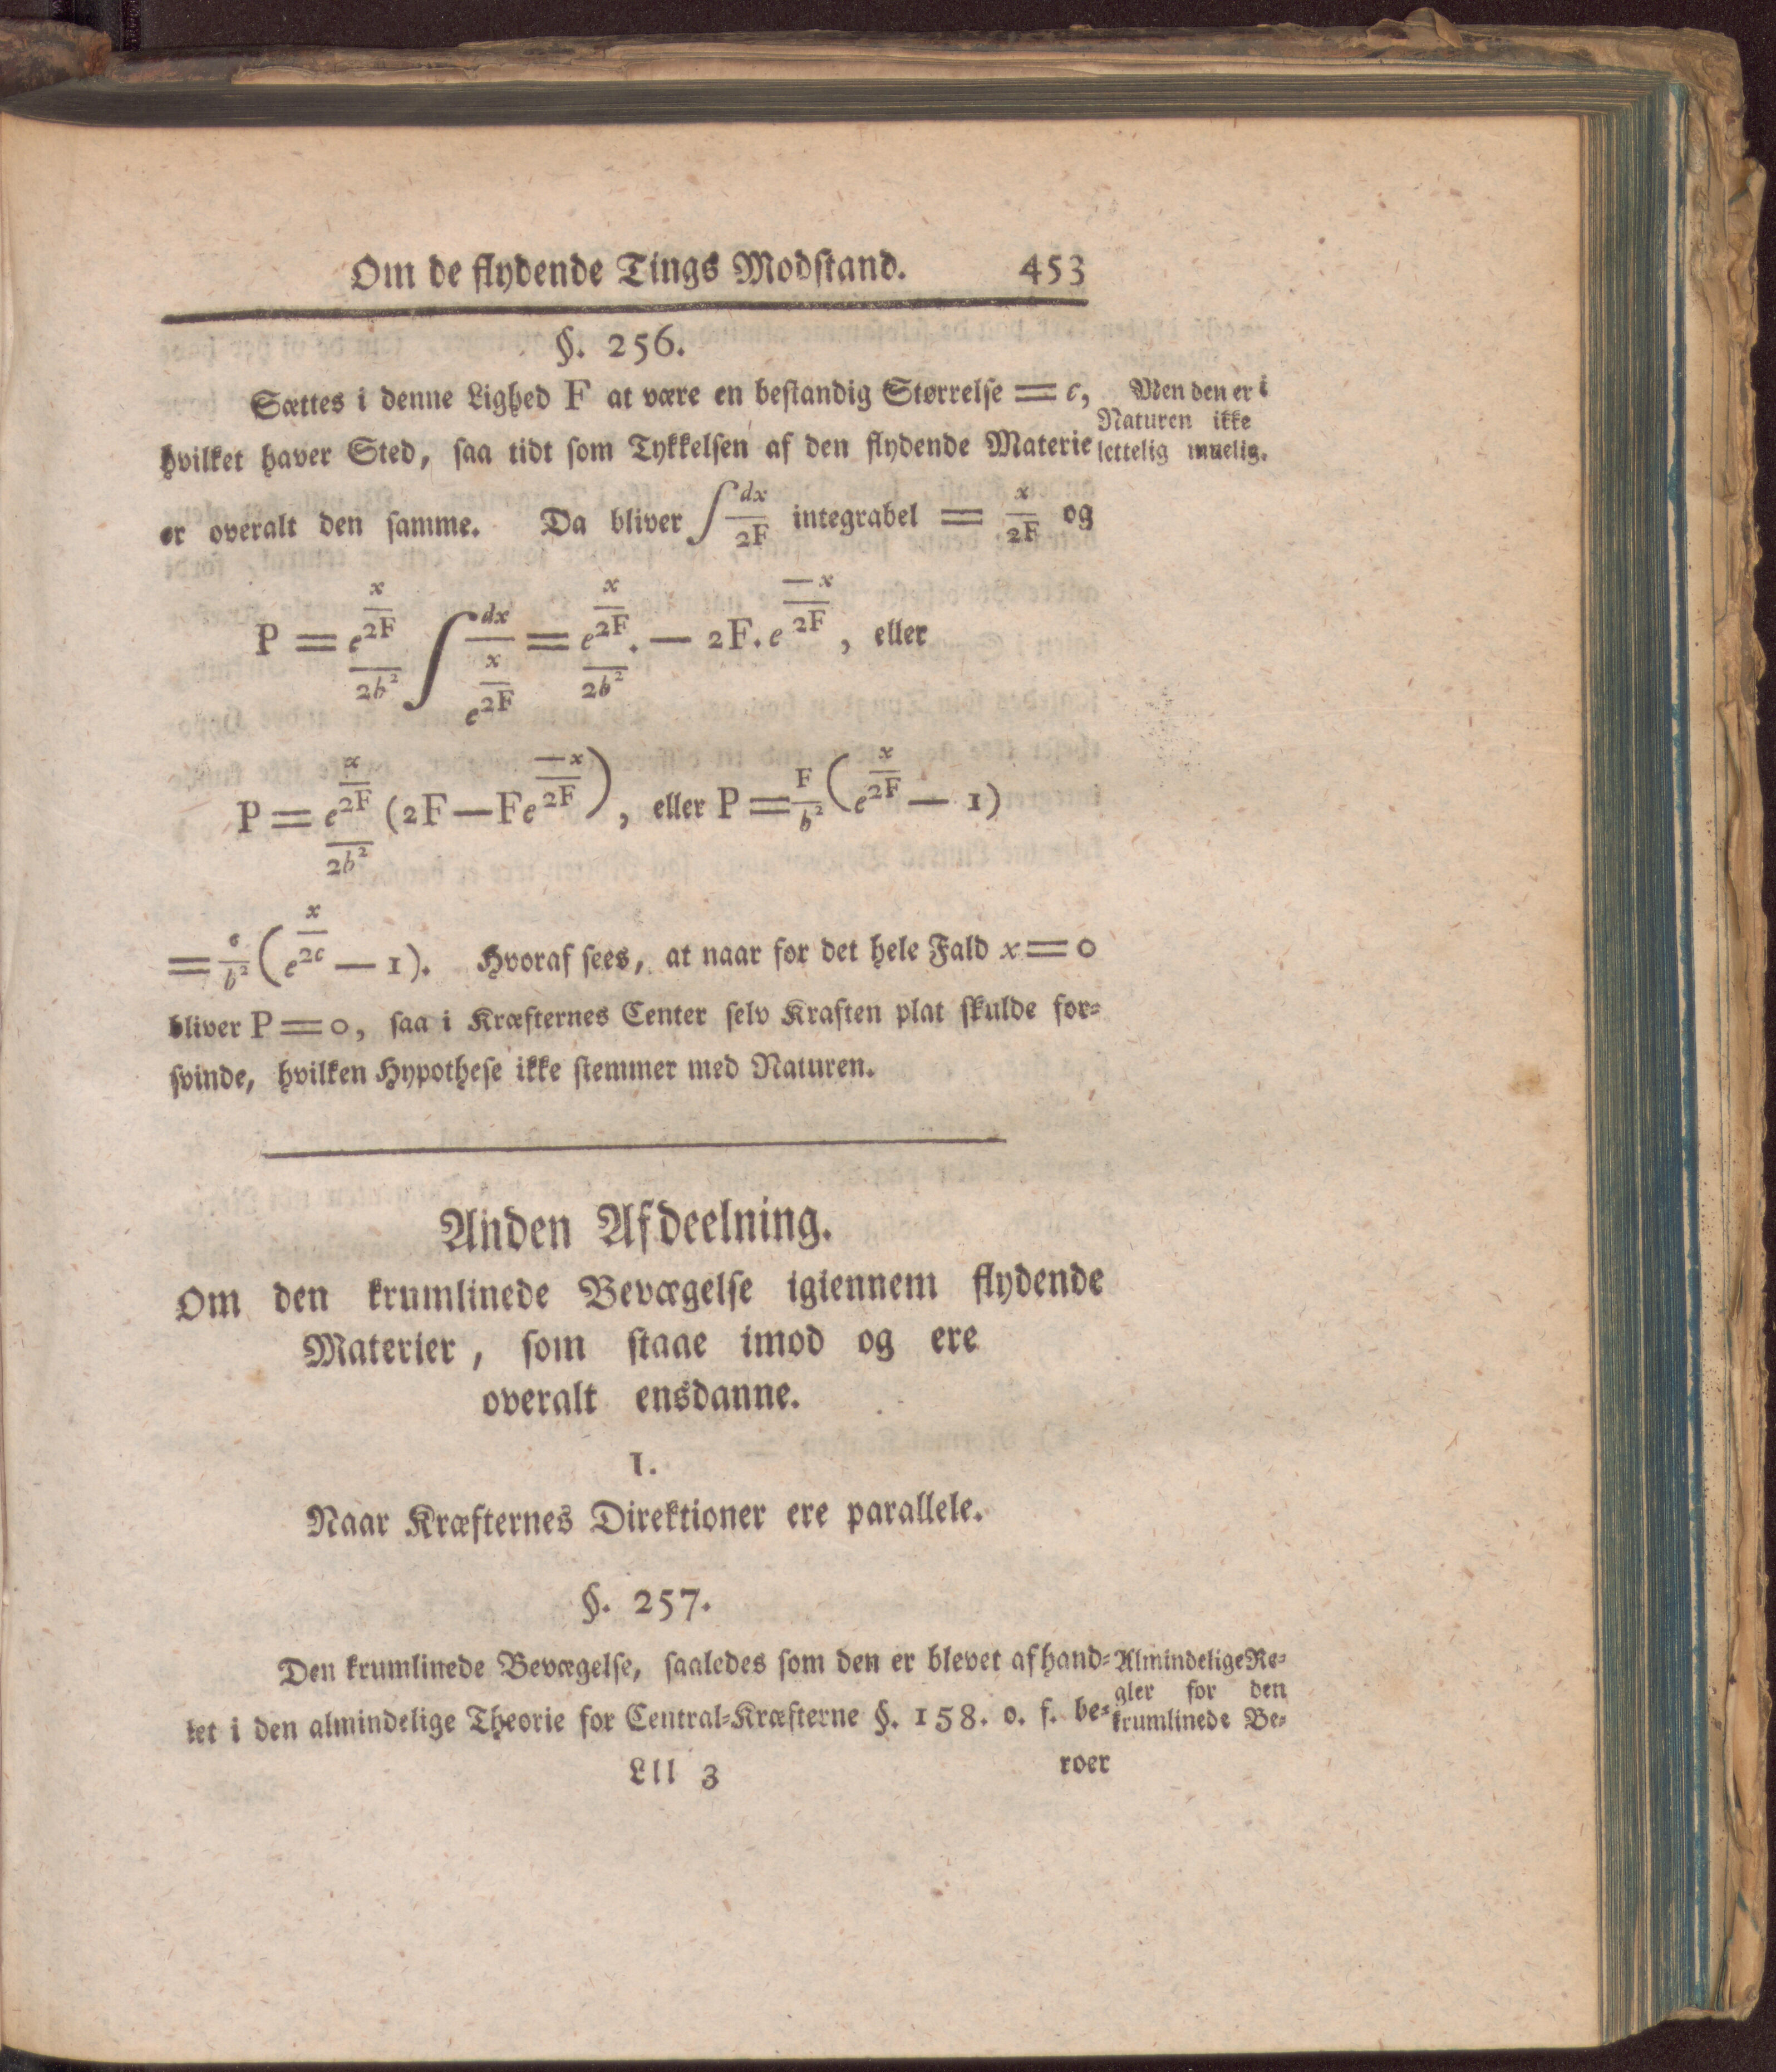 Om de flydende Tings Modstand. 453
§. 256.
Sættes i denne Lighed F at være en bestandig Størrelse = c,
hvilket haver Sted, saa tidt som Tykkelsen af den flydende Materie
Men den er i
Naturen ikke
lettelig muelig.
er overalt den samme. Da bliver ∫ dx/2F integrabel = x/2F og
P = e^(x/2F)/2b² ∫ dx/e^(x/2F) = e^(x/2F)/2b² . — 2F. e^(—x/2F), eller
P = e^(x/2F)/2b² (2F — Fe^(—x/2F)), eller P = F/b² (e^(x/2F) — 1)
= c/b² (e^(x/2c) — 1). Hvoraf sees, at naar for det hele Fald x = 0
bliver P = 0, saa i Kræfternes Center selv Kraften plat skulde for-
svinde, hvilken Hypothese ikke stemmer med Naturen.
Anden Afdeelning.
Om den krumlinede Bevægelse igiennem flydende
Materier, som staae imod og ere
overalt ensdanne.
I.
Naar Kræfternes Direktioner ere parallele.
§. 257.
Den krumlinede Bevægelse, saaledes som den er blevet afhand-
let i den almindelige Theorie for Central-Kræfterne §. 158. o. f. be-
Almindelige Re-
gler for den
krumlinede Be-
Lll 3 roer